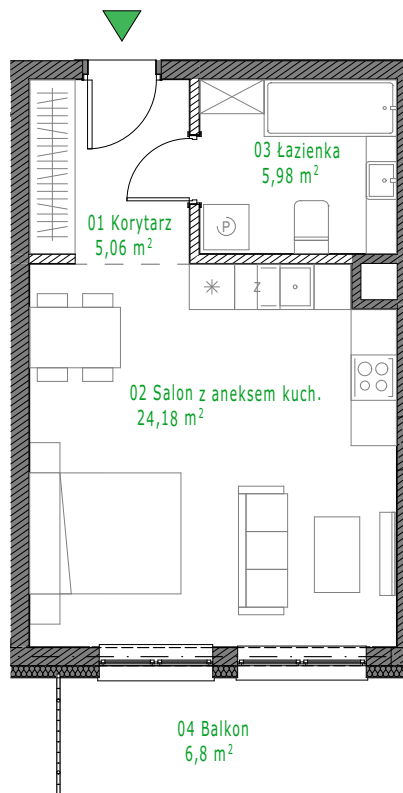 03 Łazienka
5,98 m²
P
01 Korytarz
5,06 m²
Z
02 Salon z aneksem kuch.
24,18 m²
04 Balkon
6,8 m²